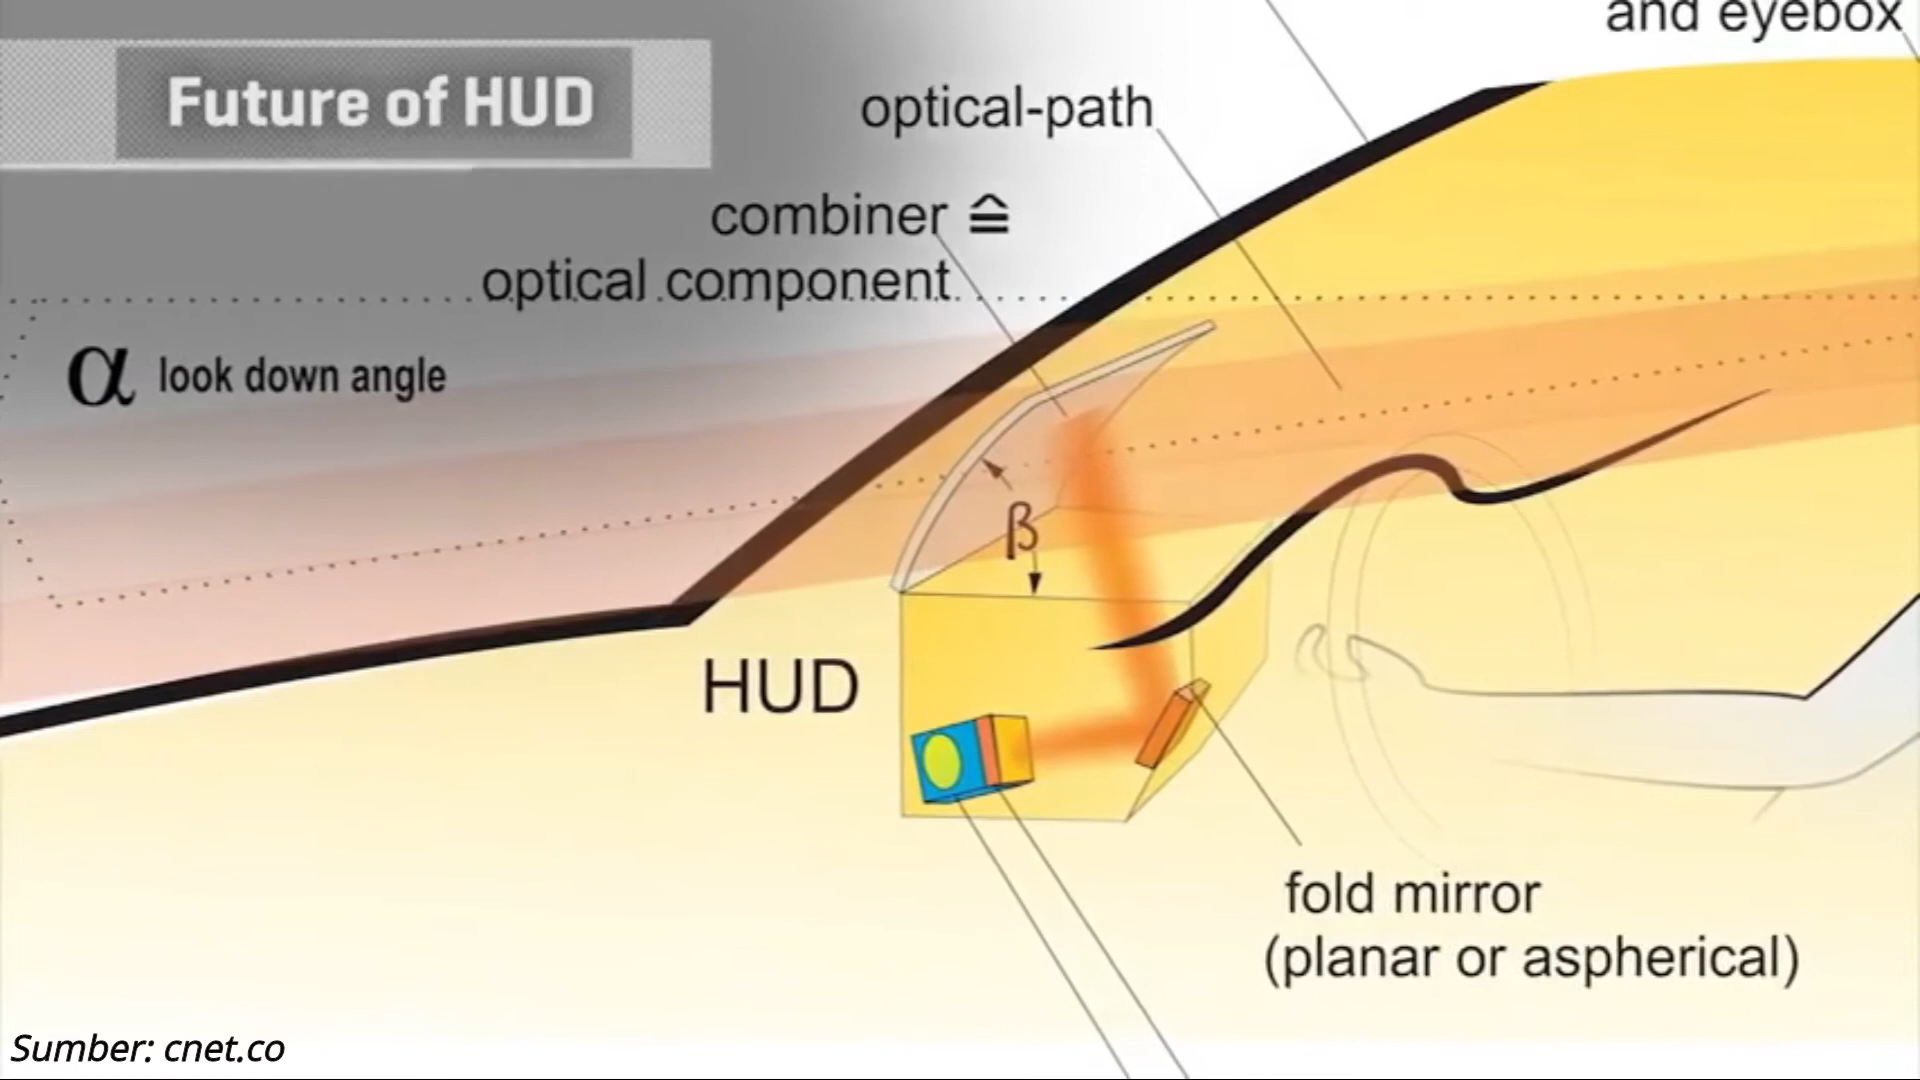 and eyebox
Future of HUD
optical-path
combiner ≙
optical component
α look down angle
β
HUD
fold mirror
(planar or aspherical)
Sumber: cnet.co